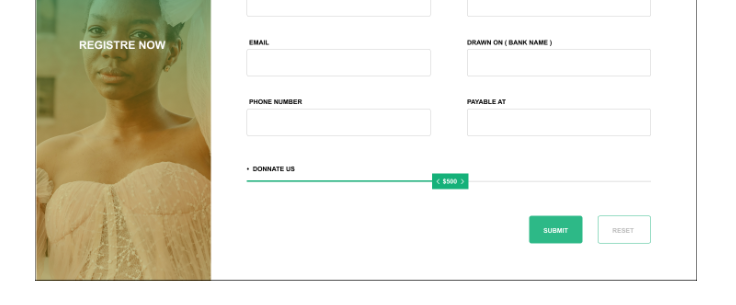 REGISTRE NOW
EMAIL
DRAWN ON ( BANK NAME )
PHONE NUMBER
PAYABLE AT
• DONNATE US
< $500 >
SUBMIT
RESET